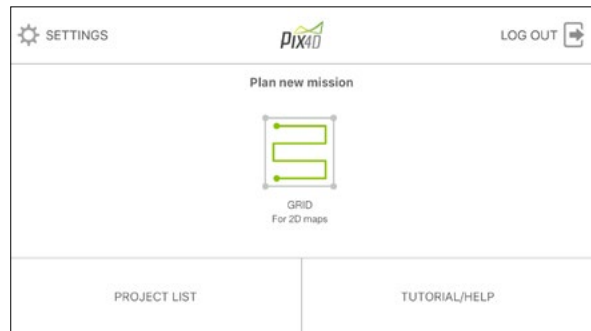 SETTINGS
PIX4D
LOG OUT
Plan new mission
GRID
For 2D maps
PROJECT LIST
TUTORIAL/HELP